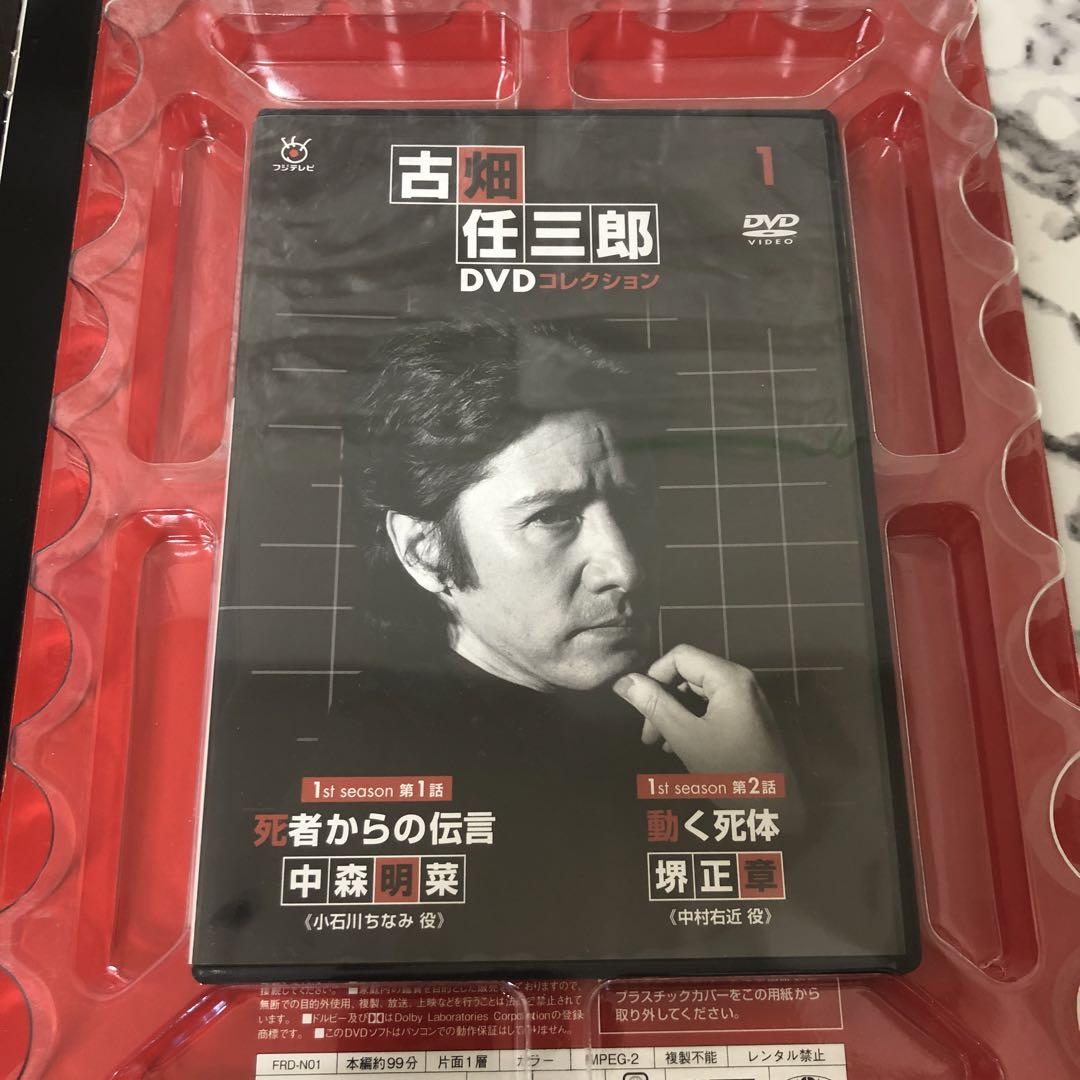 フジテレビ
古畑
任三郎
DVDコレクション
1
DVD
VIDEO
1st season 第1話
死者からの伝言
中森明菜
《小石川ちなみ 役》
1st season 第2話
動く死体
堺正章
《中村右近 役》
無断での目的外使用、複製、放送、上映などを行うことは法
います。 ■ドルビー及びはDolby Laboratories Corporationの登録
商標です。 ■このDVDソフトはパソコンでの動作保証はしておりません。
プラスチックカバーをこの用紙から
取り外してください。
FRD-N01 本編約99分 片面1層 カラー MPEG-2 複製不能 レンタル禁止